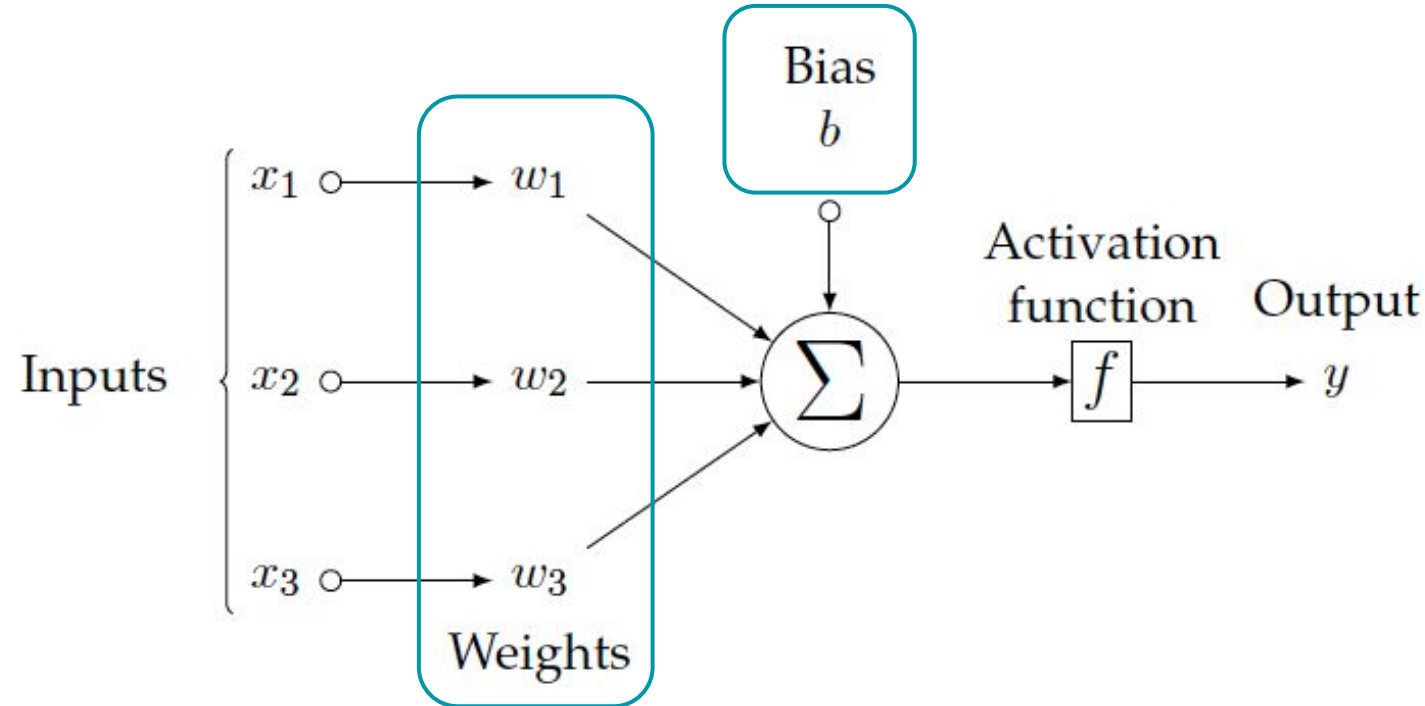 Bias
b
x1 w1
Activation
function
Inputs x2 w2 ∑ f Output
y
x3 w3
Weights